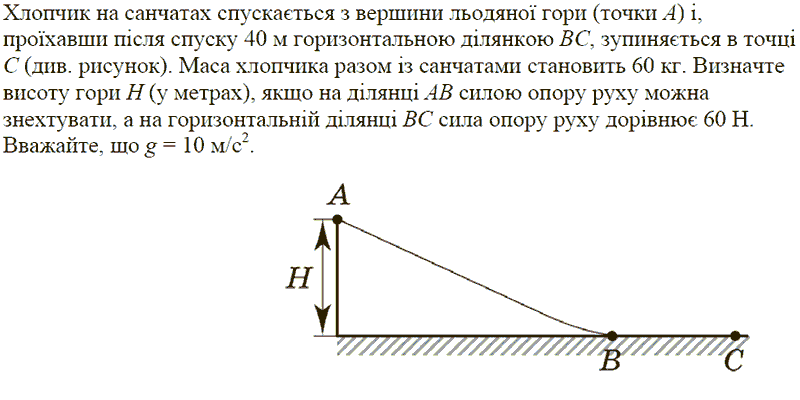 Хлопчик на санчатах спускається з вершини льодяної гори (точки A) і,
проїхавши після спуску 40 м горизонтальною ділянкою BC, зупиняється в точці
C (див. рисунок). Маса хлопчика разом із санчатами становить 60 кг. Визначте
висоту гори H (у метрах), якщо на ділянці AB силою опору руху можна
знехтувати, а на горизонтальній ділянці BC сила опору руху дорівнює 60 Н.
Вважайте, що g = 10 м/с².
A
H
B C